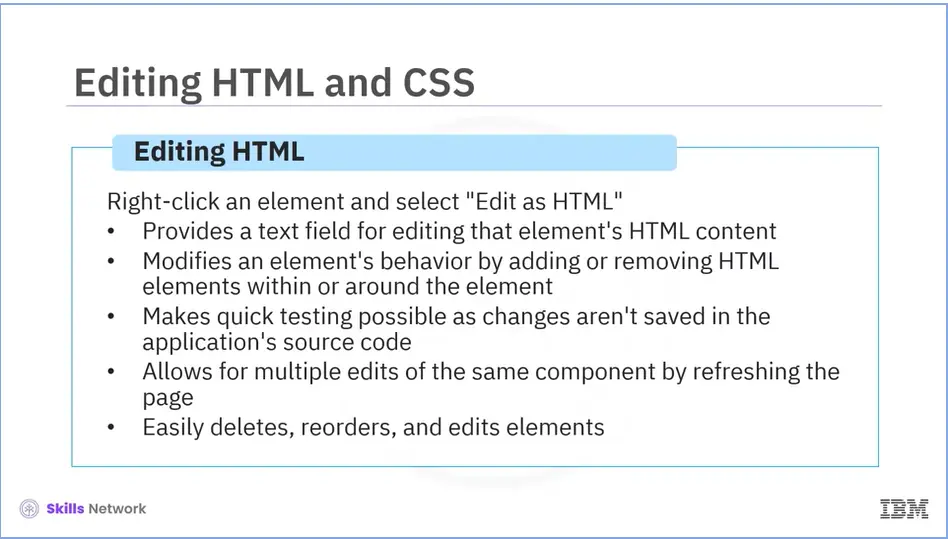 Editing HTML and CSS
Editing HTML
Right-click an element and select "Edit as HTML"
• Provides a text field for editing that element's HTML content
• Modifies an element's behavior by adding or removing HTML
elements within or around the element
• Makes quick testing possible as changes aren't saved in the
application's source code
• Allows for multiple edits of the same component by refreshing the
page
• Easily deletes, reorders, and edits elements
Skills Network
IBM